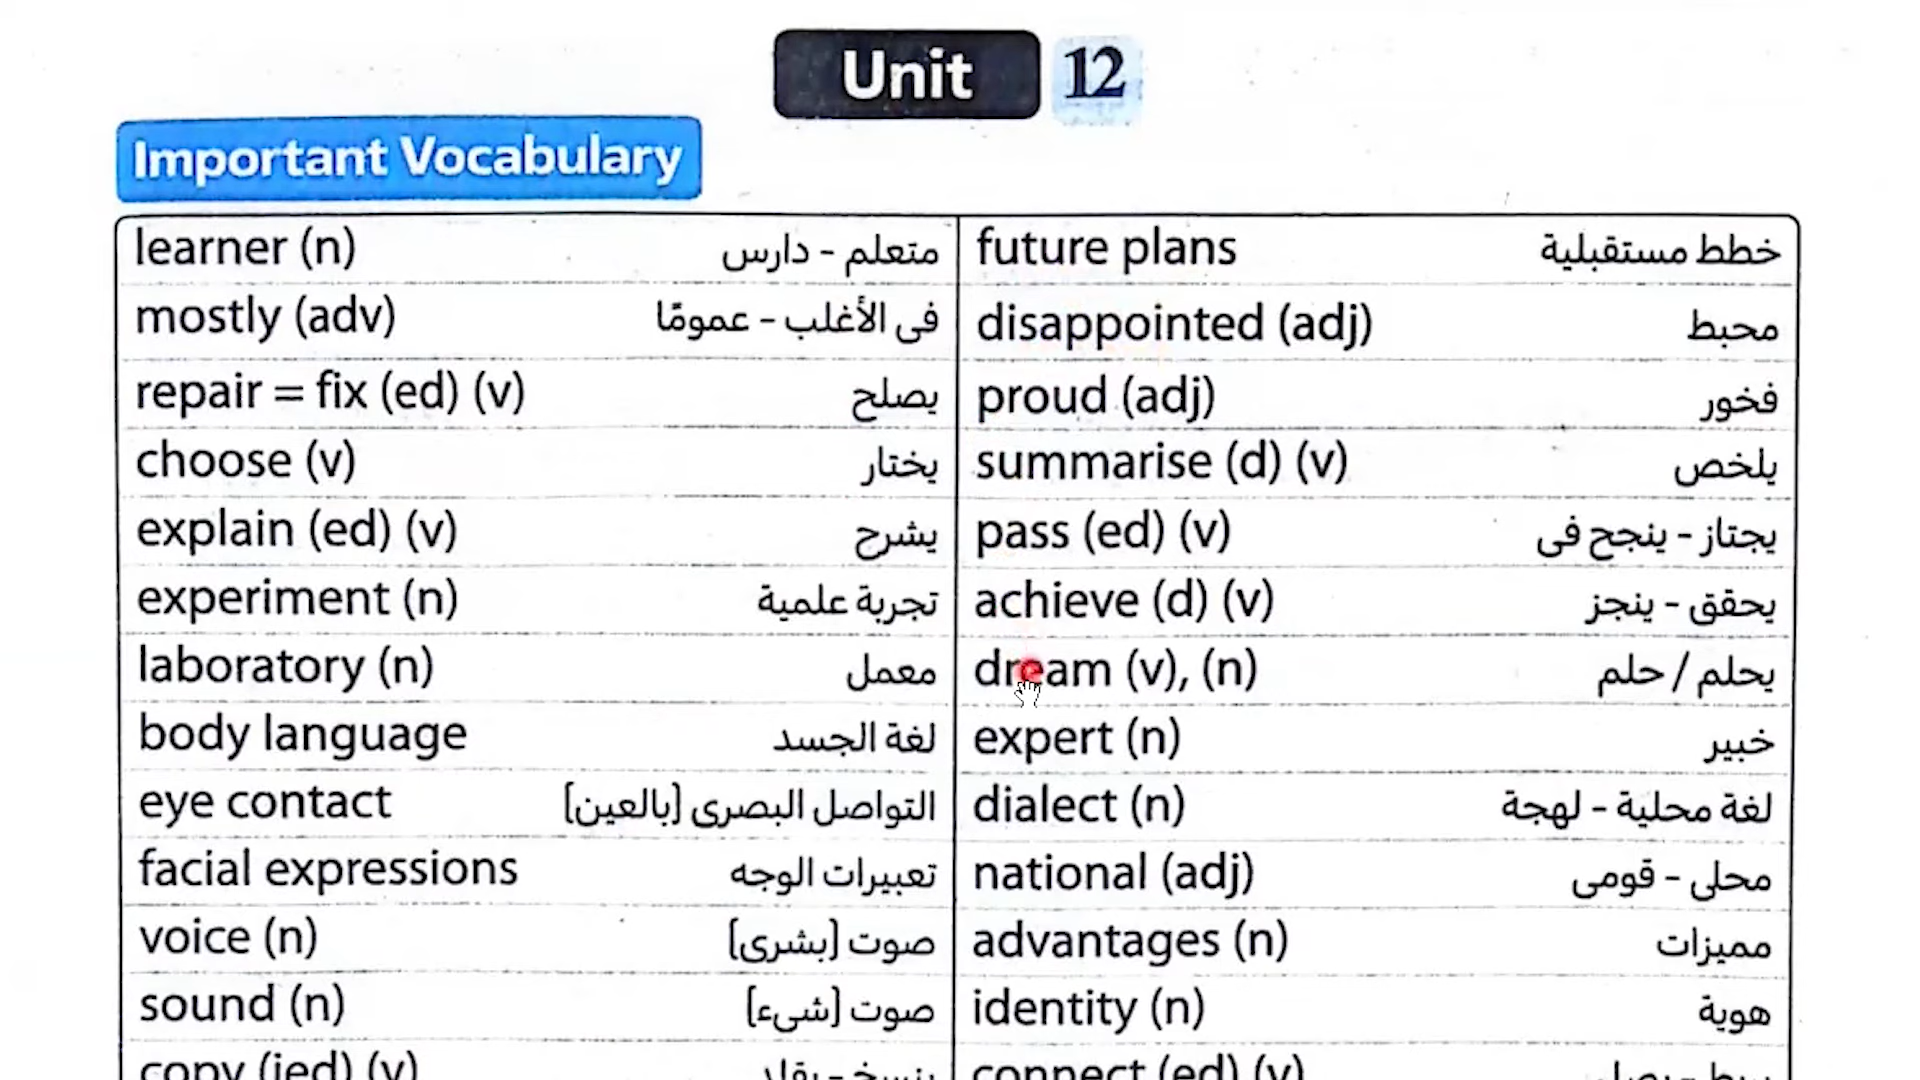 Unit 12
Important Vocabulary
learner (n) متعلم - دارس
future plans خطط مستقبلية
mostly (adv) فى الأغلب - عمومًا
disappointed (adj) محبط
repair = fix (ed) (v) يصلح
proud (adj) فخور
choose (v) يختار
summarise (d) (v) يلخص
explain (ed) (v) يشرح
pass (ed) (v) يجتاز - ينجح فى
experiment (n) تجربة علمية
achieve (d) (v) يحقق - ينجز
laboratory (n) معمل
dream (v), (n) يحلم / حلم
body language لغة الجسد
expert (n) خبير
eye contact التواصل البصرى [بالعين]
dialect (n) لغة محلية - لهجة
facial expressions تعبيرات الوجه
national (adj) محلى - قومى
voice (n) صوت [بشرى]
advantages (n) مميزات
sound (n) صوت [شىء]
identity (n) هوية
copy (ied) (v) ينسخ - يقلد
connect (ed) (v)